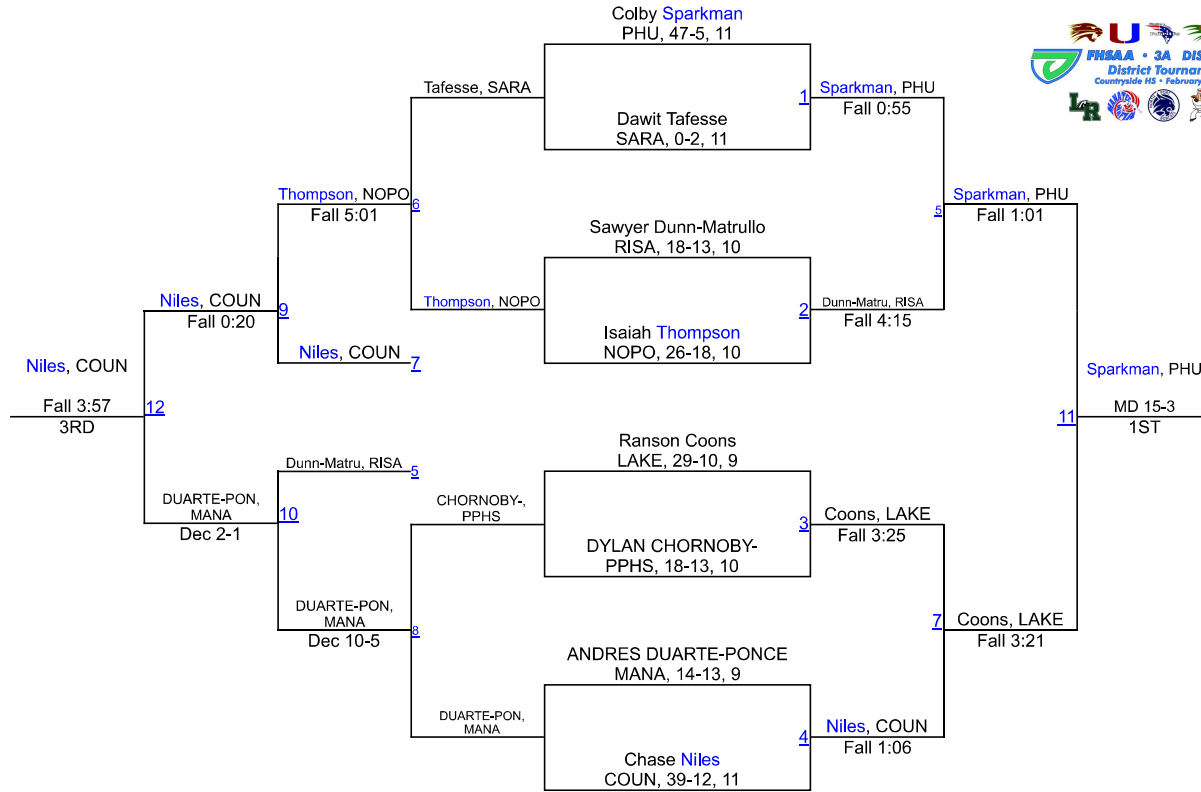 Colby Sparkman
PHU, 47-5, 11
FHSAA • 3A DIS
District Tourna
Countryside HS • February
LR
Tafesse, SARA
1
Sparkman, PHU
Fall 0:55
Dawit Tafesse
SARA, 0-2, 11
Thompson, NOPO
Fall 5:01
6
5
Sparkman, PHU
Fall 1:01
Sawyer Dunn-Matrullo
RISA, 18-13, 10
Niles, COUN
Fall 0:20
9
Thompson, NOPO
2
Dunn-Matru, RISA
Fall 4:15
Isaiah Thompson
NOPO, 26-18, 10
Niles, COUN
7
Niles, COUN
Fall 3:57
3RD
12
Sparkman, PHU
MD 15-3
1ST
11
Ranson Coons
LAKE, 29-10, 9
Dunn-Matru, RISA
5
DUARTE-PON,
MANA
Dec 2-1
10
CHORNOBY-,
PPHS
3
Coons, LAKE
Fall 3:25
DYLAN CHORNOBY-
PPHS, 18-13, 10
DUARTE-PON,
MANA
Dec 10-5
8
7
Coons, LAKE
Fall 3:21
ANDRES DUARTE-PONCE
MANA, 14-13, 9
DUARTE-PON,
MANA
4
Niles, COUN
Fall 1:06
Chase Niles
COUN, 39-12, 11